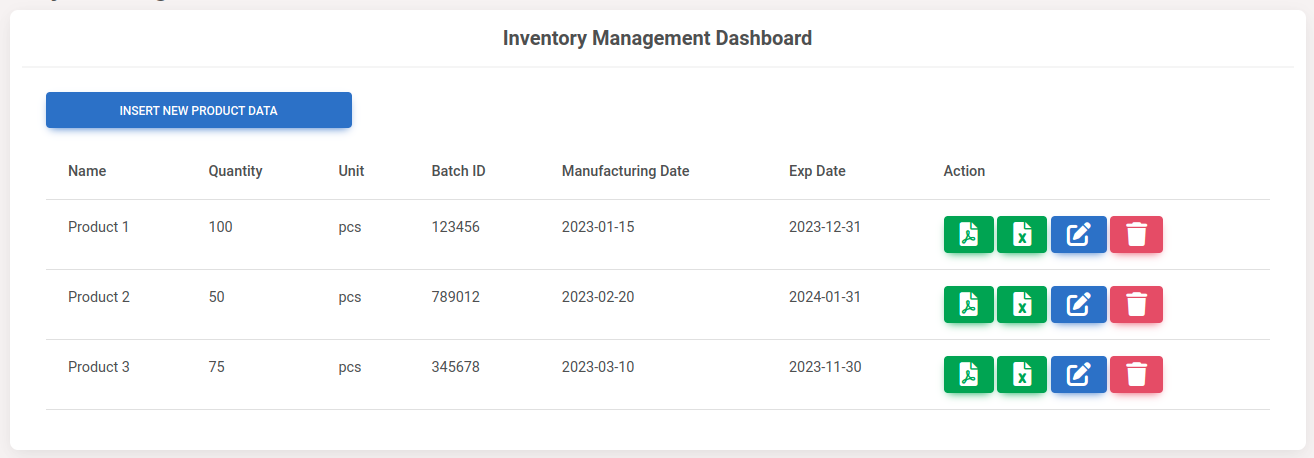 Inventory Management Dashboard
INSERT NEW PRODUCT DATA
Name Quantity Unit Batch ID Manufacturing Date Exp Date Action
Product 1 100 pcs 123456 2023-01-15 2023-12-31
Product 2 50 pcs 789012 2023-02-20 2024-01-31
Product 3 75 pcs 345678 2023-03-10 2023-11-30